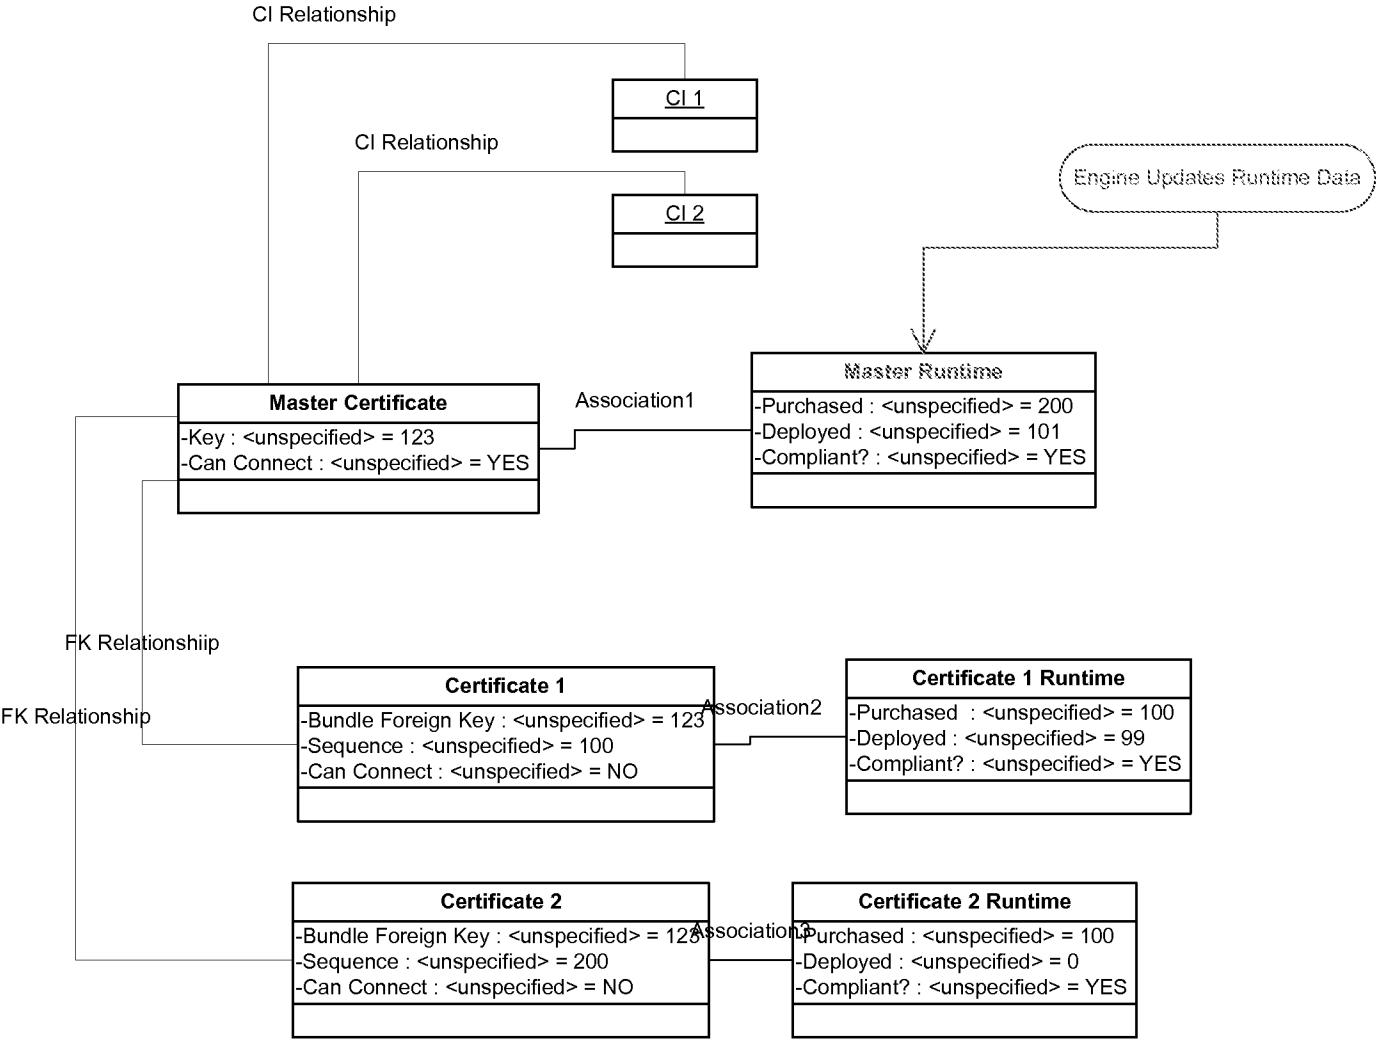 CI Relationship
CI 1
CI Relationship
CI 2
Engine Updates Runtime Data
Master Certificate
-Key : <unspecified> = 123
-Can Connect : <unspecified> = YES
Association1
Master Runtime
-Purchased : <unspecified> = 200
-Deployed : <unspecified> = 101
-Compliant? : <unspecified> = YES
FK Relationshiip
FK Relationship
Certificate 1
-Bundle Foreign Key : <unspecified> = 123
-Sequence : <unspecified> = 100
-Can Connect : <unspecified> = NO
Association2
Certificate 1 Runtime
-Purchased : <unspecified> = 100
-Deployed : <unspecified> = 99
-Compliant? : <unspecified> = YES
Certificate 2
-Bundle Foreign Key : <unspecified> = 123
-Sequence : <unspecified> = 200
-Can Connect : <unspecified> = NO
Association3
Certificate 2 Runtime
-Purchased : <unspecified> = 100
-Deployed : <unspecified> = 0
-Compliant? : <unspecified> = YES